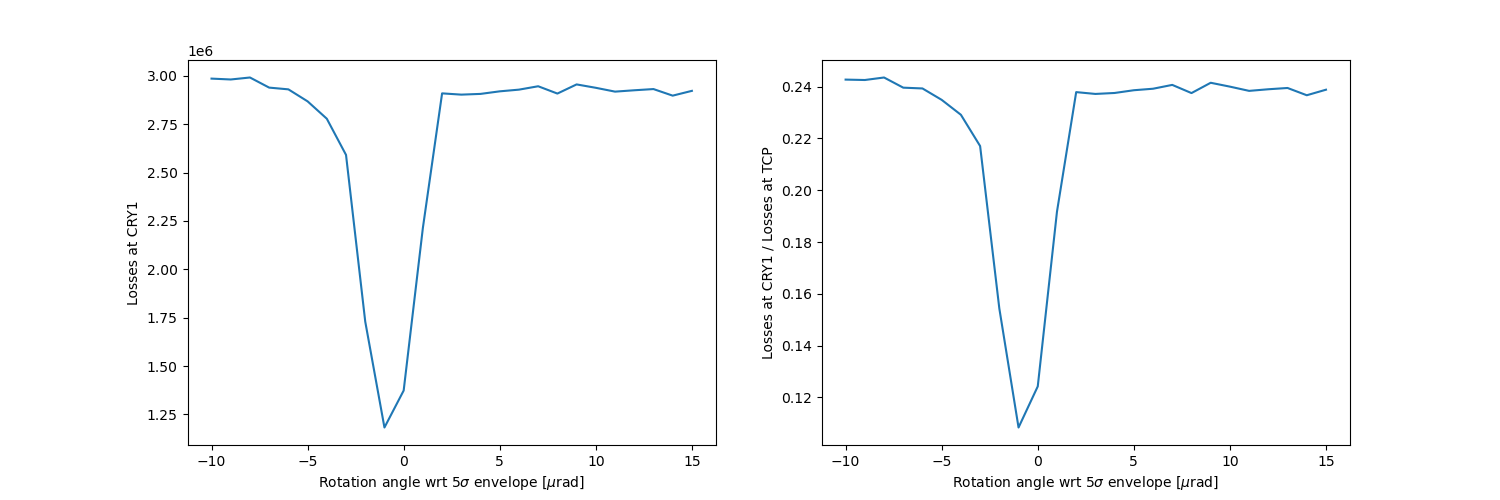 1e6
3.00
2.75
2.50
2.25
2.00
1.75
1.50
1.25
Losses at CRY1
−10 −5 0 5 10 15
Rotation angle wrt 5σ envelope [μrad]
0.24
0.22
0.20
0.18
0.16
0.14
0.12
Losses at CRY1 / Losses at TCP
−10 −5 0 5 10 15
Rotation angle wrt 5σ envelope [μrad]